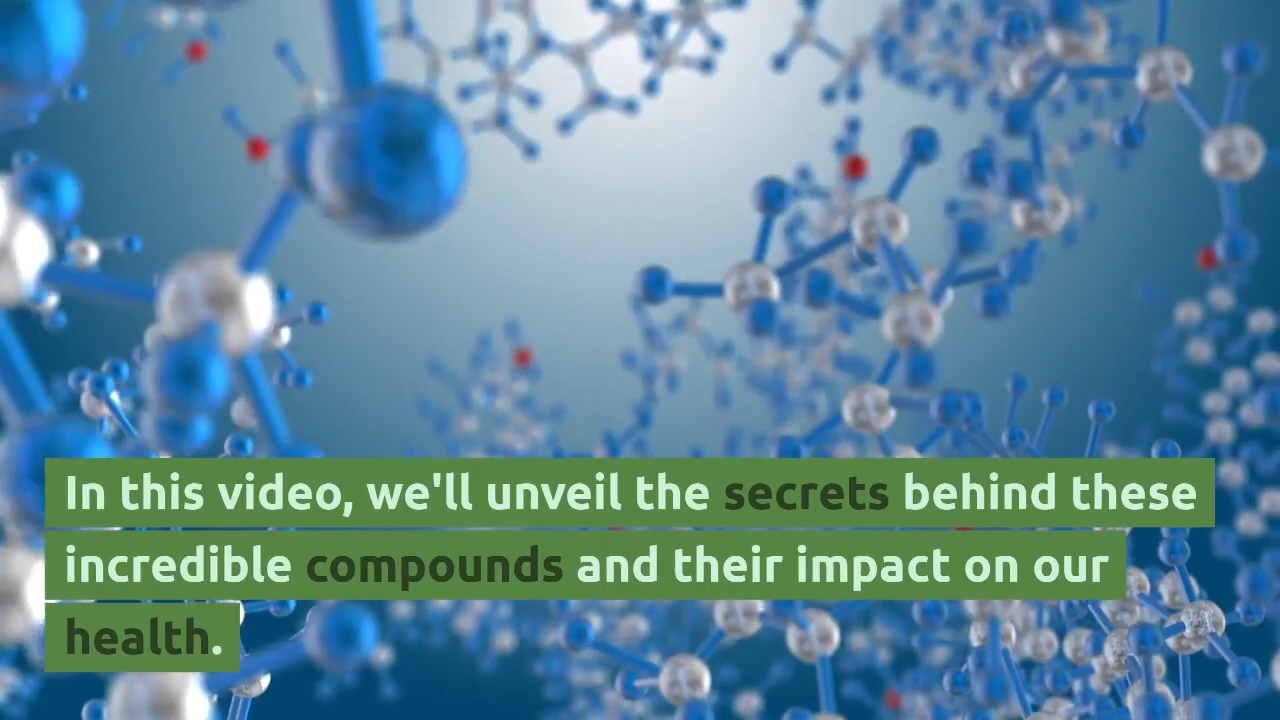 In this video, we'll unveil the secrets behind these
incredible compounds and their impact on our
health.